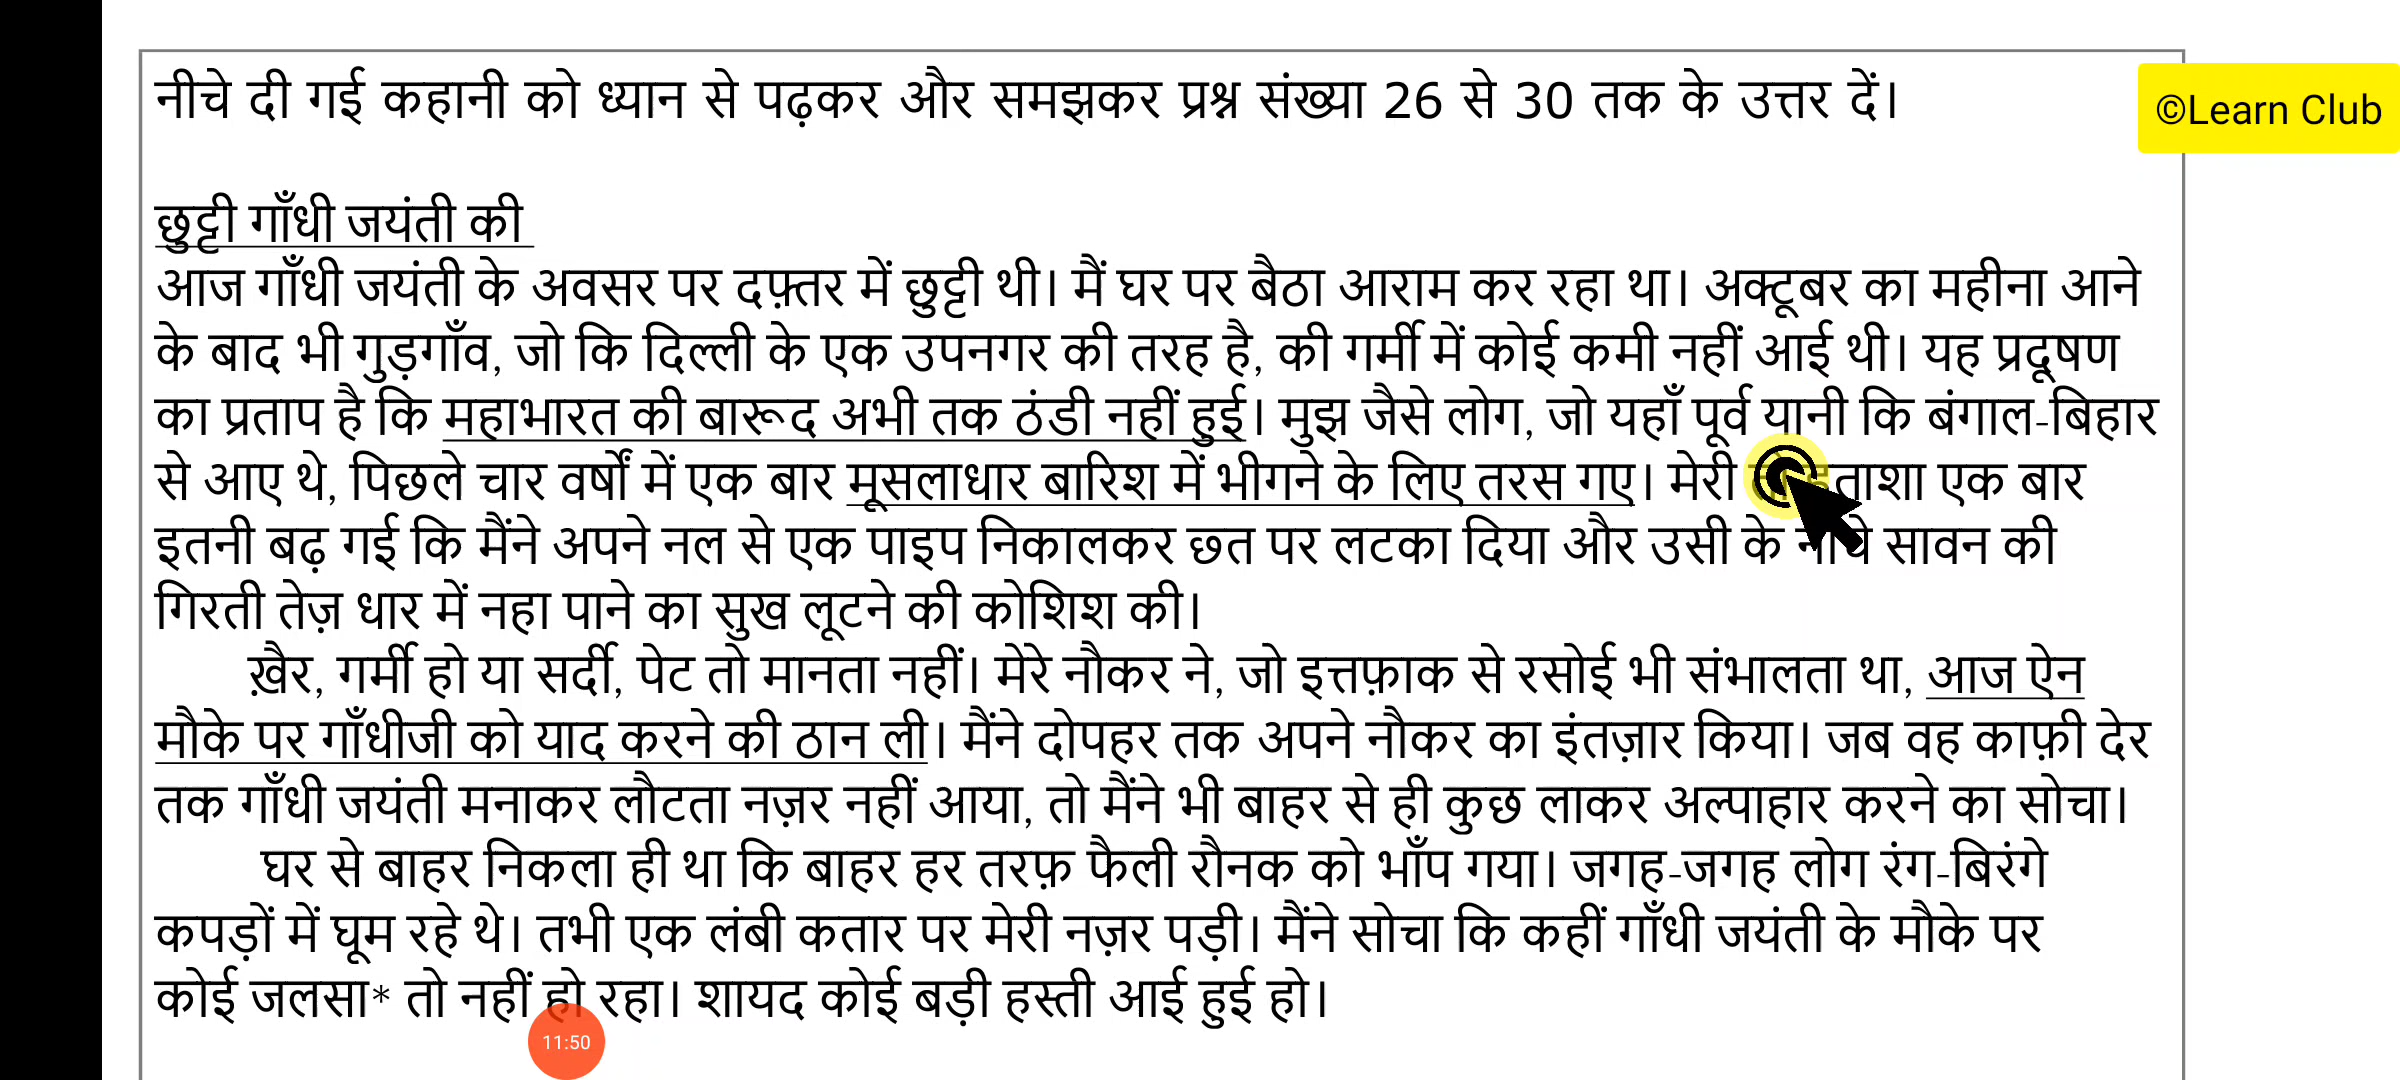 नीचे दी गई कहानी को ध्यान से पढ़कर और समझकर प्रश्न संख्या 26 से 30 तक के उत्तर दें।
©Learn Club
छुट्टी गाँधी जयंती की
आज गाँधी जयंती के अवसर पर दफ़्तर में छुट्टी थी। मैं घर पर बैठा आराम कर रहा था। अक्टूबर का महीना आने
के बाद भी गुड़गाँव, जो कि दिल्ली के एक उपनगर की तरह है, की गर्मी में कोई कमी नहीं आई थी। यह प्रदूषण
का प्रताप है कि महाभारत की बारूद अभी तक ठंडी नहीं हुई। मुझ जैसे लोग, जो यहाँ पूर्व यानी कि बंगाल-बिहार
से आए थे, पिछले चार वर्षों में एक बार मूसलाधार बारिश में भीगने के लिए तरस गए। मेरी हताशा एक बार
इतनी बढ़ गई कि मैंने अपने नल से एक पाइप निकालकर छत पर लटका दिया और उसी के नीचे सावन की
गिरती तेज़ धार में नहा पाने का सुख लूटने की कोशिश की।
ख़ैर, गर्मी हो या सर्दी, पेट तो मानता नहीं। मेरे नौकर ने, जो इत्तफ़ाक से रसोई भी संभालता था, आज ऐन
मौके पर गाँधीजी को याद करने की ठान ली। मैंने दोपहर तक अपने नौकर का इंतज़ार किया। जब वह काफ़ी देर
तक गाँधी जयंती मनाकर लौटता नज़र नहीं आया, तो मैंने भी बाहर से ही कुछ लाकर अल्पाहार करने का सोचा।
घर से बाहर निकला ही था कि बाहर हर तरफ़ फैली रौनक को भाँप गया। जगह-जगह लोग रंग-बिरंगे
कपड़ों में घूम रहे थे। तभी एक लंबी कतार पर मेरी नज़र पड़ी। मैंने सोचा कि कहीं गाँधी जयंती के मौके पर
कोई जलसा* तो नहीं हो रहा। शायद कोई बड़ी हस्ती आई हुई हो।
11:50